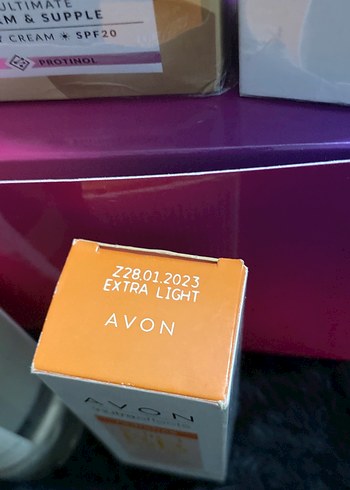 ULTIMATE
M & SUPPLE
CREAM ☀ SPF20
PROTINOL
Z28.01.2023
EXTRA LIGHT
AVON
AVON